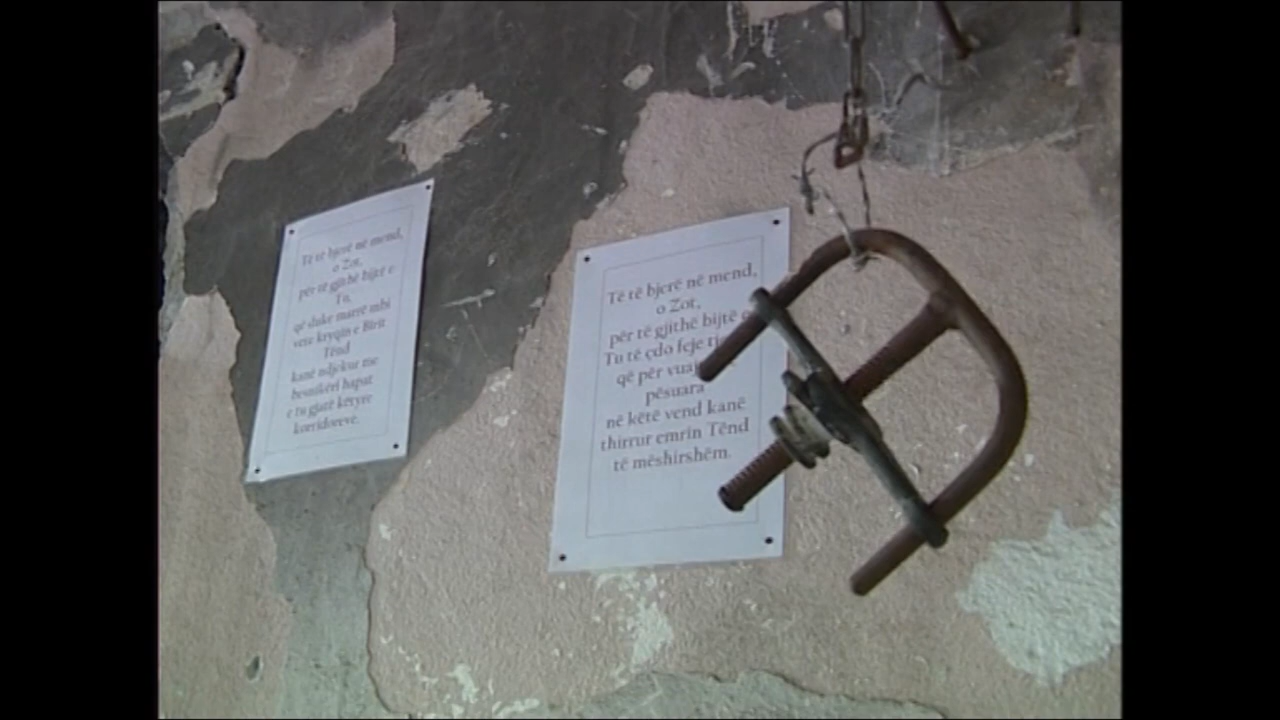 Të të bjerë në mend,
o Zot,
për të gjithë bijtë e
Tu,
që duke marrë mbi
vete kryqin e Birit
Tënd
kanë ndjekur me
besnikëri hapat
e tu gjatë këtyre
korridoreve.
Të të bjerë në mend,
o Zot,
për të gjithë bijtë e
Tu të çdo feje
që për
pësuara
në këtë vend kanë
thirrur emrin Tënd
të mëshirshëm.